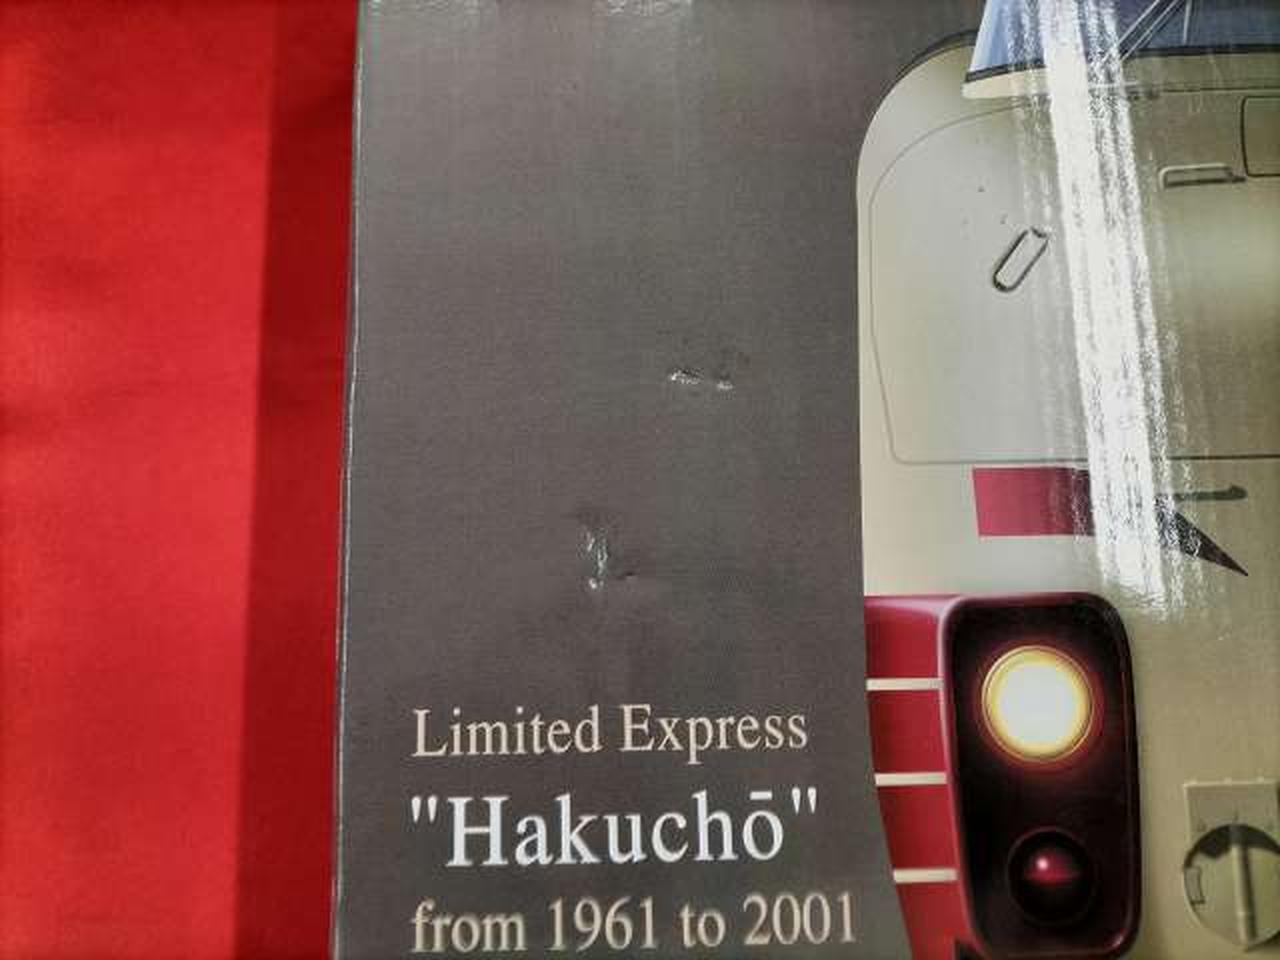 Limited Express
"Hakuchō"
from 1961 to 2001